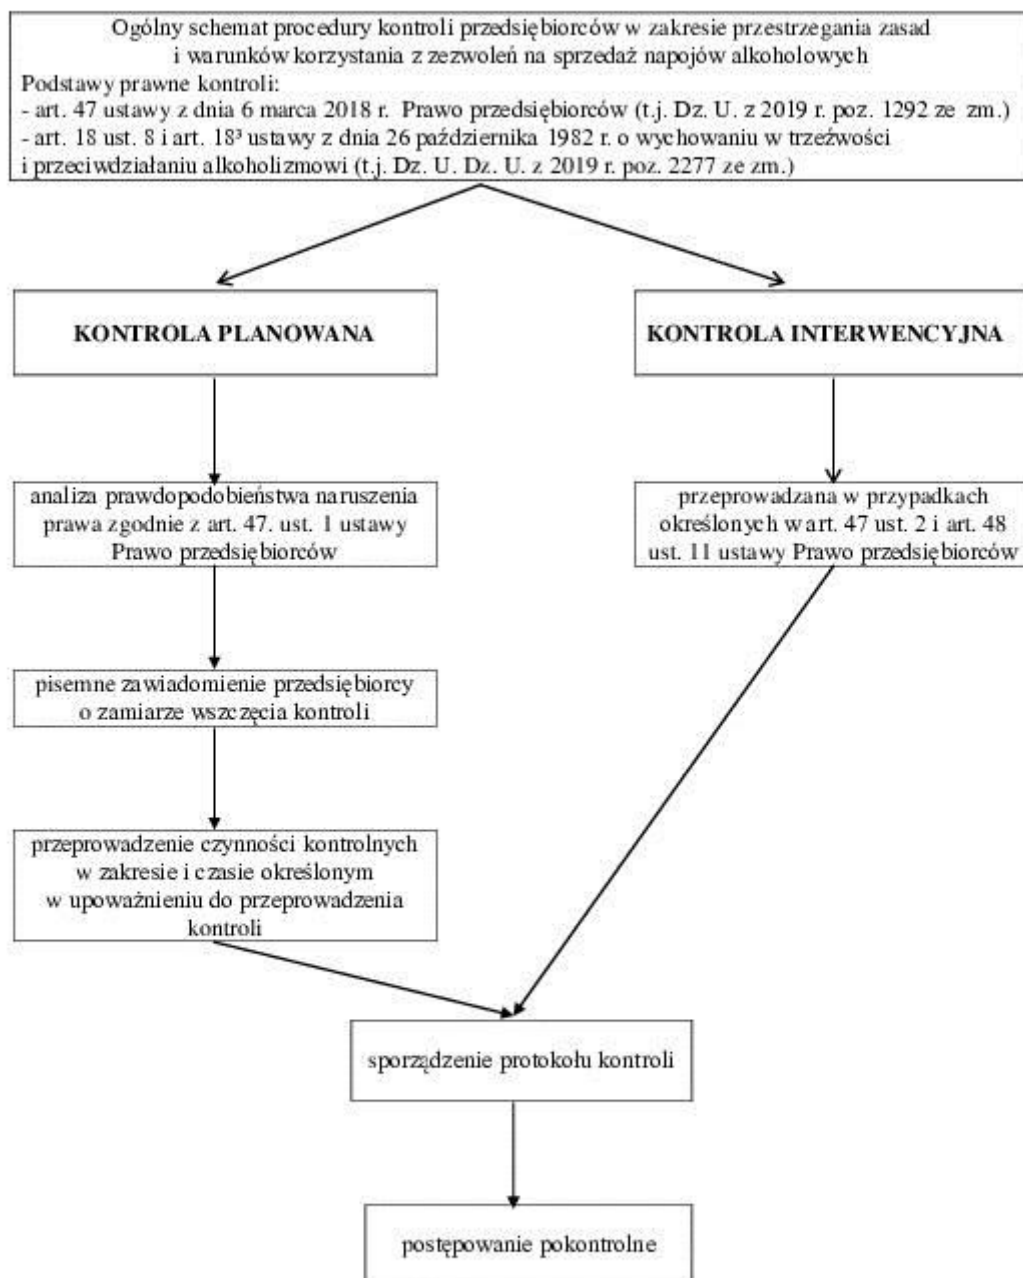 Ogólny schemat procedury kontroli przedsiębiorców w zakresie przestrzegania zasad
i warunków korzystania z zezwoleń na sprzedaż napojów alkoholowych
Podstawy prawne kontroli:
- art. 47 ustawy z dnia 6 marca 2018 r. Prawo przedsiębiorców (t.j. Dz. U. z 2019 r. poz. 1292 ze zm.)
- art. 18 ust. 8 i art. 18³ ustawy z dnia 26 października 1982 r. o wychowaniu w trzeźwości
i przeciwdziałaniu alkoholizmowi (t.j. Dz. U. Dz. U. z 2019 r. poz. 2277 ze zm.)
KONTROLA PLANOWANA
KONTROLA INTERWENCYJNA
analiza prawdopodobieństwa naruszenia
prawa zgodnie z art. 47. ust. 1 ustawy
Prawo przedsiębiorców
przeprowadzana w przypadkach
określonych w art. 47 ust. 2 i art. 48
ust. 11 ustawy Prawo przedsiębiorców
pisemne zawiadomienie przedsiębiorcy
o zamiarze wszczęcia kontroli
przeprowadzenie czynności kontrolnych
w zakresie i czasie określonym
w upoważnieniu do przeprowadzenia
kontroli
sporządzenie protokołu kontroli
postępowanie pokontrolne